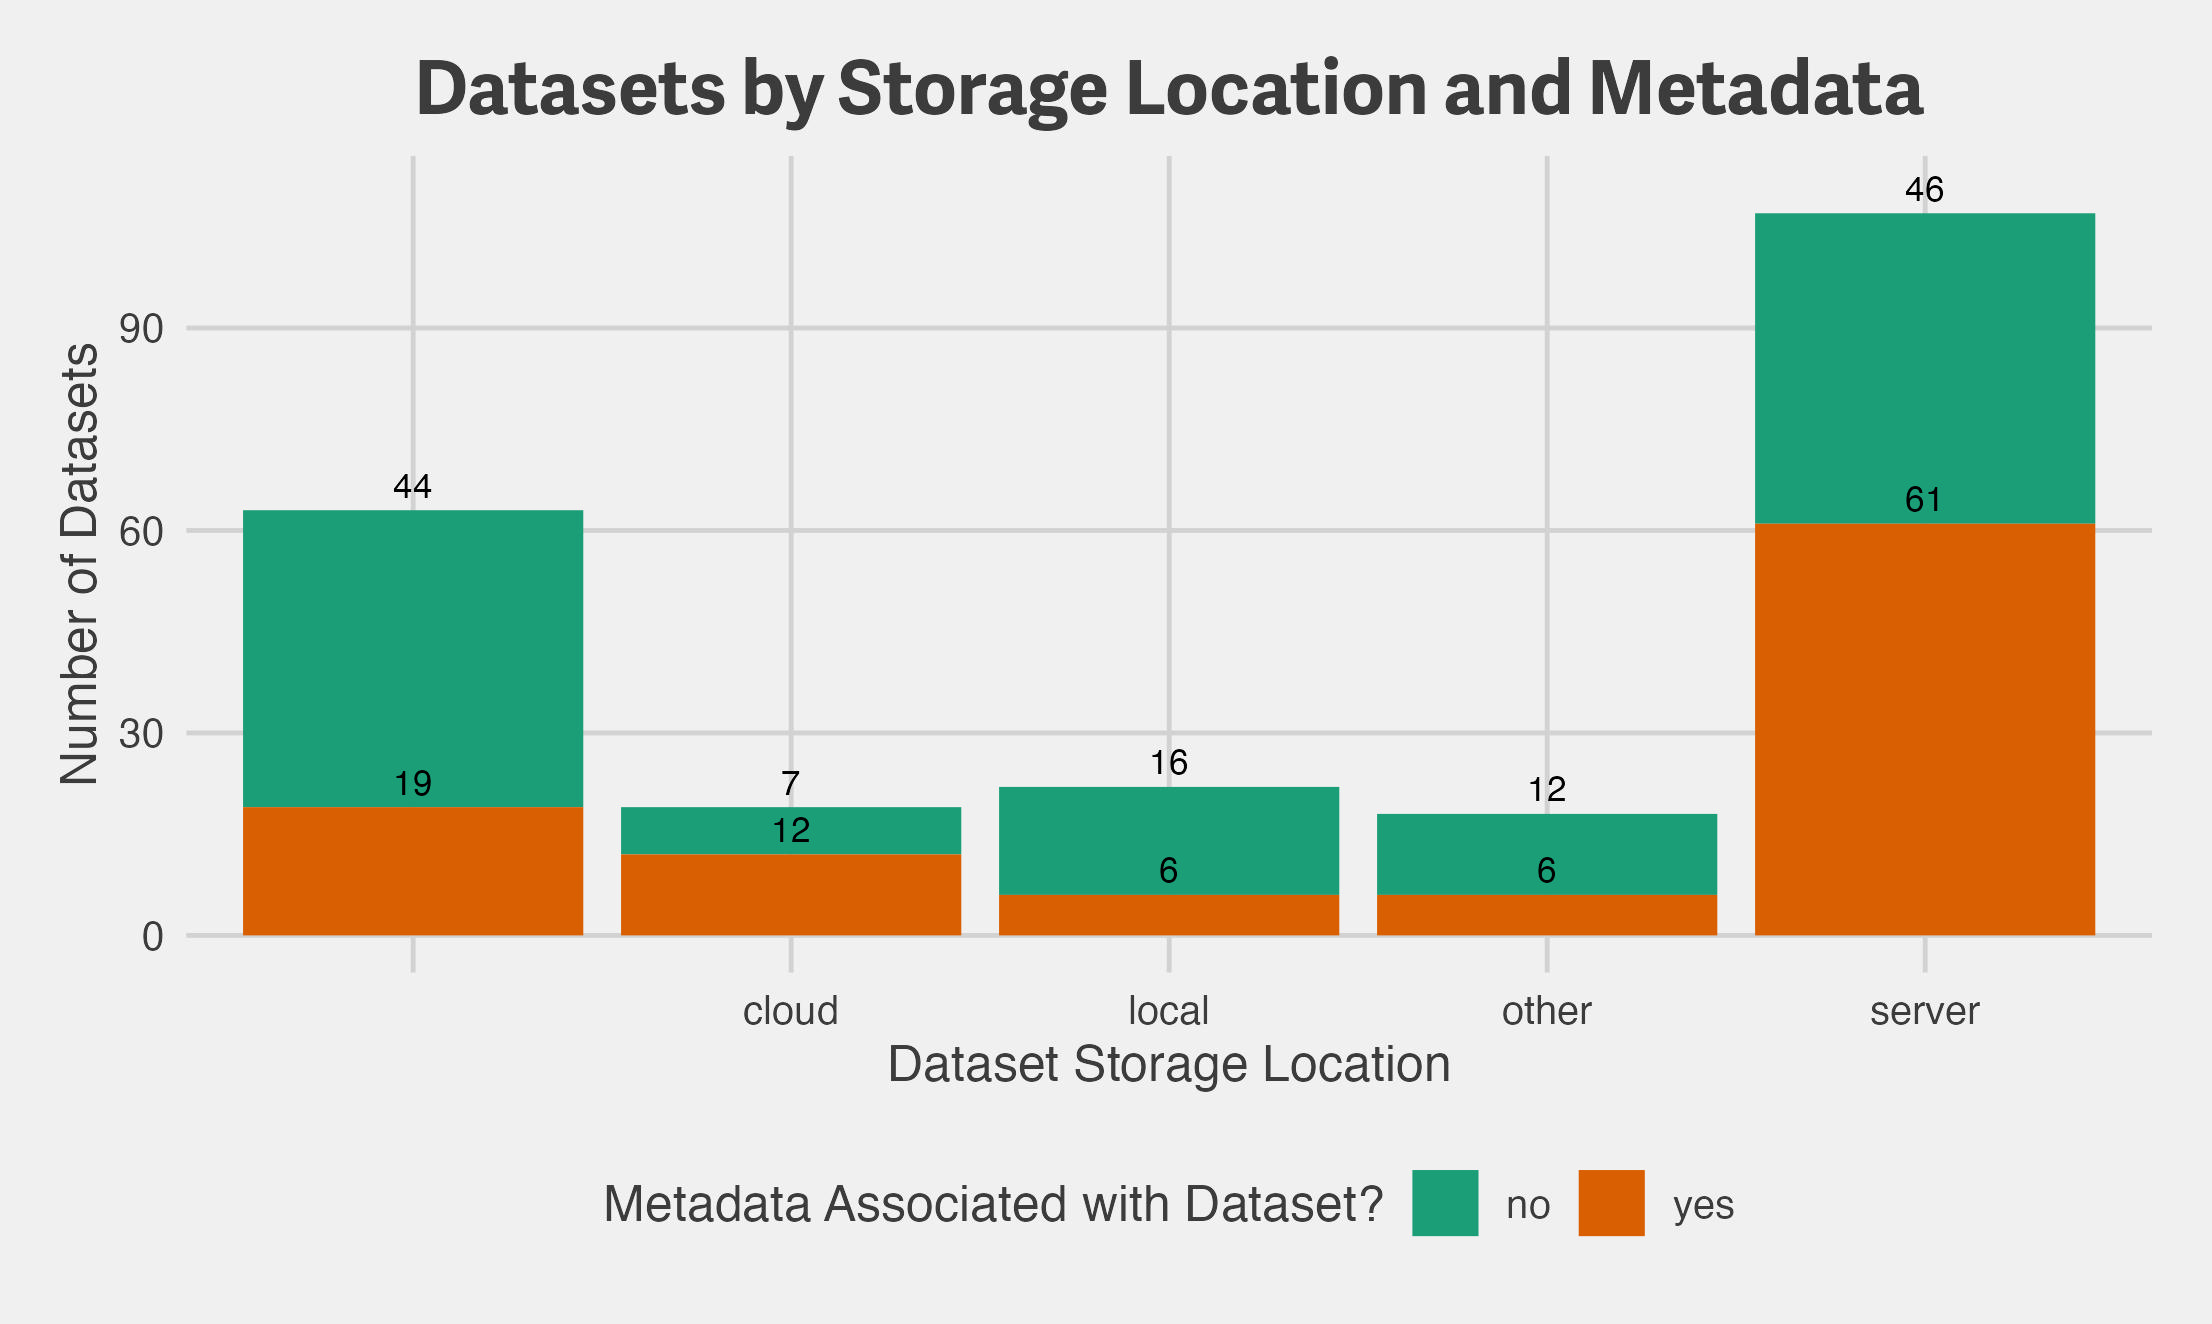 Datasets by Storage Location and Metadata
46
90
61
44
60
Number of Datasets
30
19
7
12
16
6
12
6
0
cloud
local
other
server
Dataset Storage Location
Metadata Associated with Dataset?
no
yes